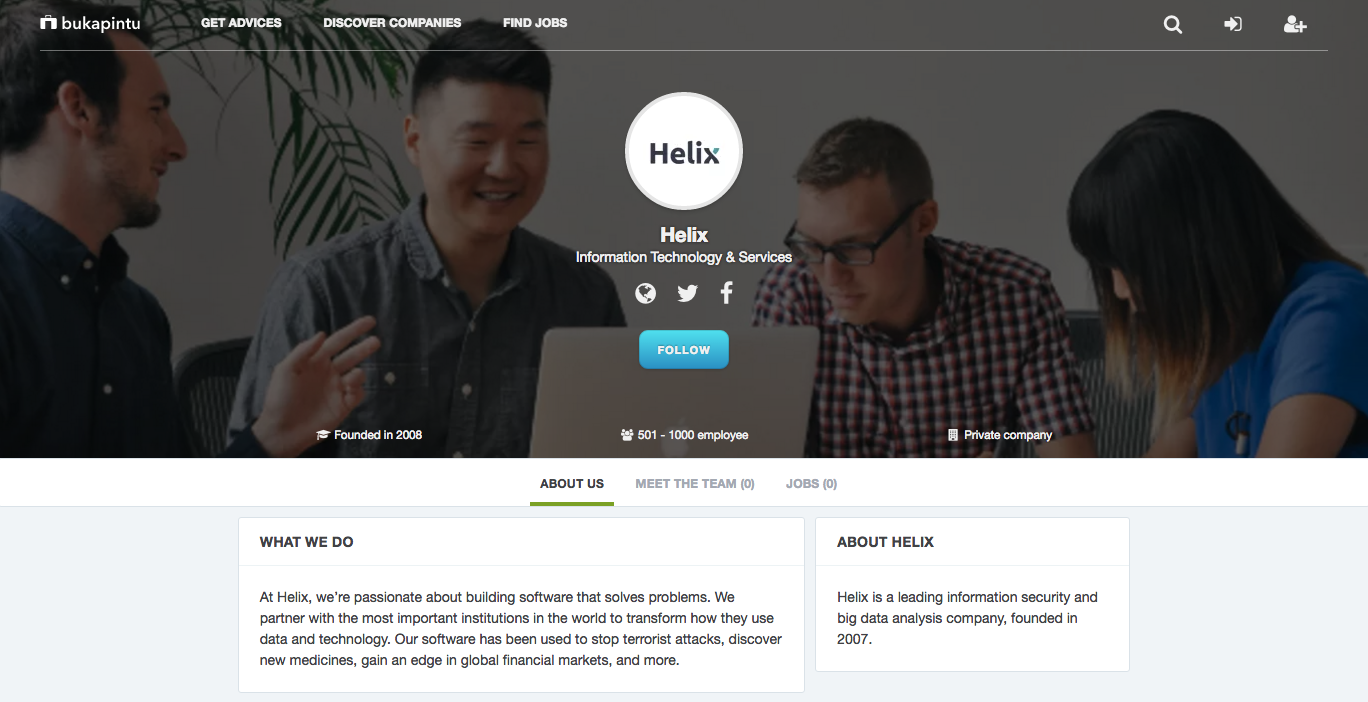 bukapintu
GET ADVICES
DISCOVER COMPANIES
FIND JOBS
Helix
Helix
Information Technology & Services
FOLLOW
Founded in 2008
501 - 1000 employee
Private company
ABOUT US
MEET THE TEAM (0)
JOBS (0)
WHAT WE DO
At Helix, we’re passionate about building software that solves problems. We
partner with the most important institutions in the world to transform how they use
data and technology. Our software has been used to stop terrorist attacks, discover
new medicines, gain an edge in global financial markets, and more.
ABOUT HELIX
Helix is a leading information security and
big data analysis company, founded in
2007.